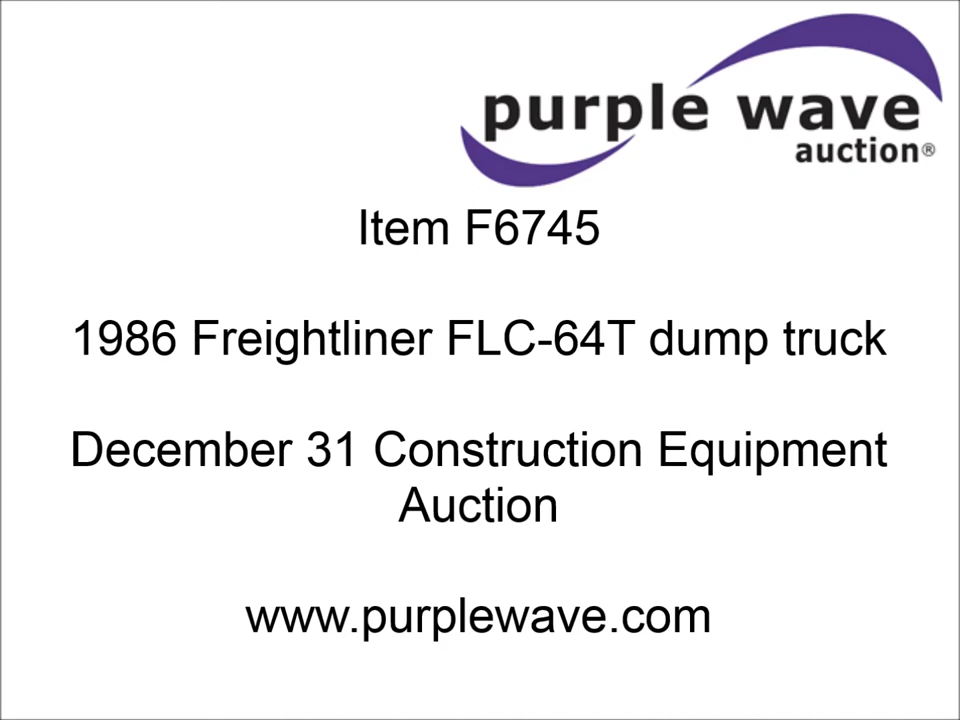 purple wave
auction®
Item F6745
1986 Freightliner FLC-64T dump truck
December 31 Construction Equipment
Auction
www.purplewave.com